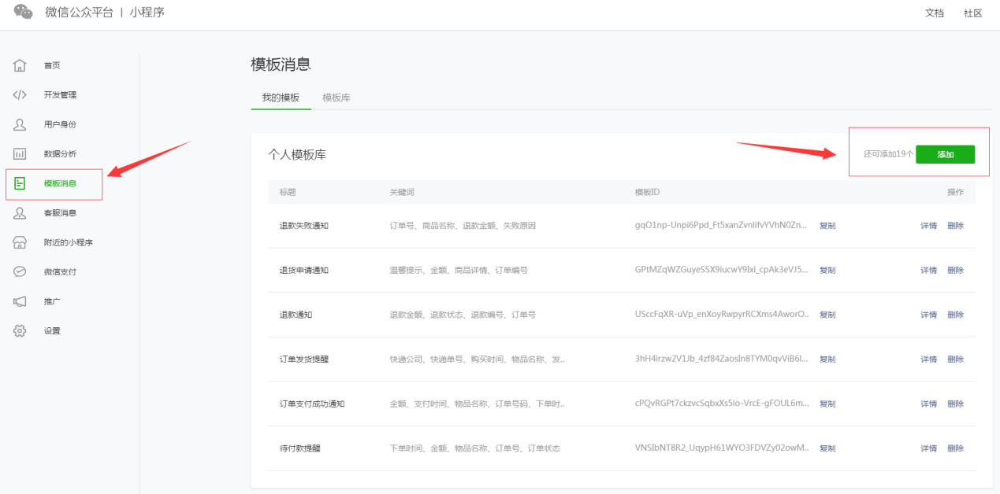 微信公众平台 | 小程序
文档 社区
首页
开发管理
用户身份
数据分析
模板消息
客服消息
附近的小程序
微信支付
推广
设置
模板消息
我的模板 模板库
个人模板库
还可添加19个 添加
标题 关键词 模板ID 操作
退款失败通知 订单号、商品名称、退款金额、失败原因 gqO1np-Unpi6Ppd_Ft5xanZvnlifvYVhN0Zn... 复制 详情 删除
退货申请通知 温馨提示、金额、商品详情、订单编号 GPtMZqWZGuyeSSX9iucwY9Ixi_cpAk3eVJ5... 复制 详情 删除
退款通知 退款金额、退款状态、退款编号、订单号 USccFqXR-uVp_enXoyRwpyrRCXms4AworO.. 复制 详情 删除
订单发货提醒 快递公司、快递单号、购买时间、物品名称、发.. 3hH4irzw2V1Jb_4zf84ZaosIn8TYM0qvViB6l... 复制 详情 删除
订单支付成功通知 金额、支付时间、物品名称、订单号码、下单时.. cPQvRGPt7ckzvcSqbxXs5io-VrcE-gFOUL6m... 复制 详情 删除
待付款提醒 下单时间、金额、物品名称、订单号、订单状态 VNSIbNT8R2_UqypH61WYO3FDVZy02owM.. 复制 详情 删除